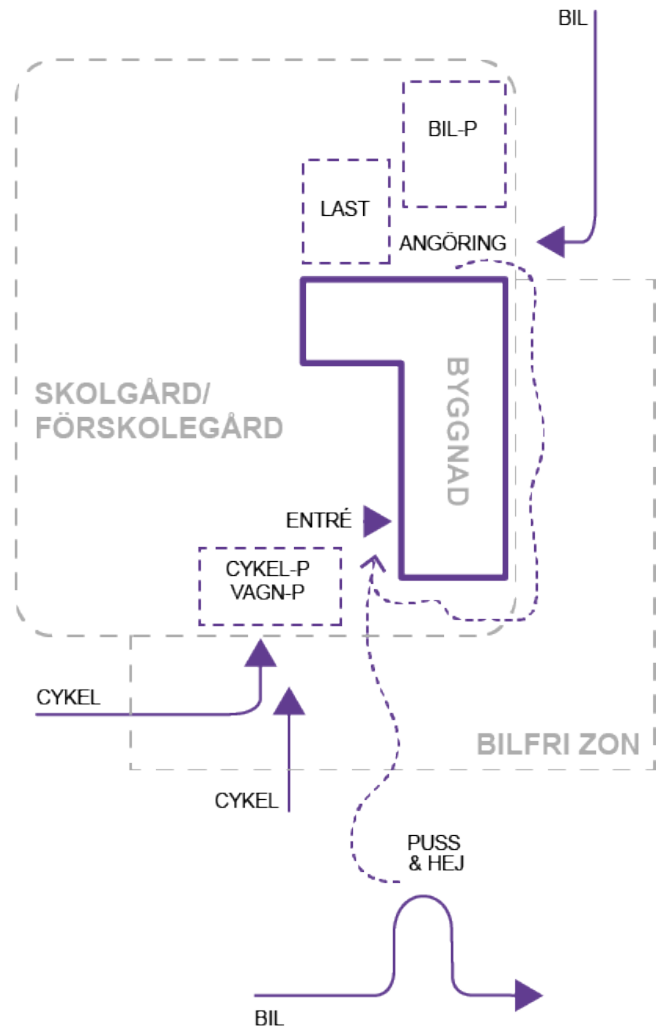 BIL
BIL-P
LAST
ANGÖRING
SKOLGÅRD/
FÖRSKOLEGÅRD
BYGGNAD
ENTRÉ
CYKEL-P
VAGN-P
CYKEL
BILFRI ZON
CYKEL
PUSS
& HEJ
BIL